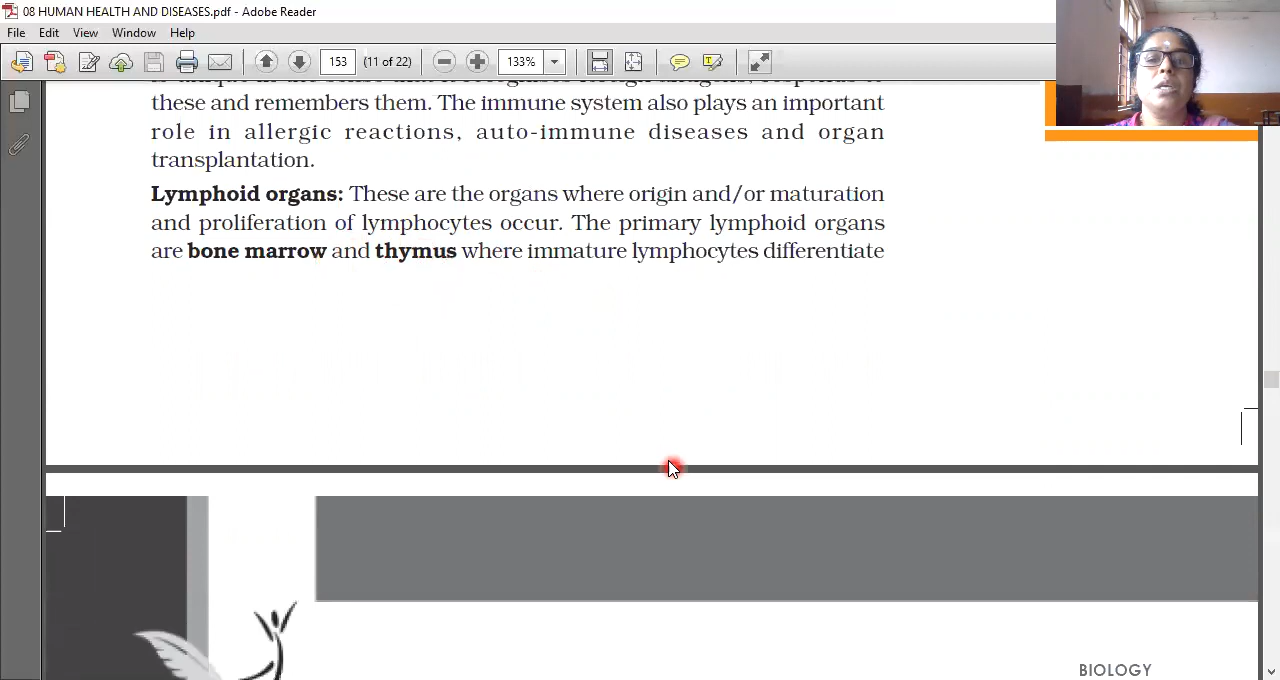 08 HUMAN HEALTH AND DISEASES.pdf - Adobe Reader
File Edit View Window Help
153 (11 of 22) 133%
these and remembers them. The immune system also plays an important
role in allergic reactions, auto-immune diseases and organ
transplantation.
Lymphoid organs: These are the organs where origin and/or maturation
and proliferation of lymphocytes occur. The primary lymphoid organs
are bone marrow and thymus where immature lymphocytes differentiate
BIOLOGY